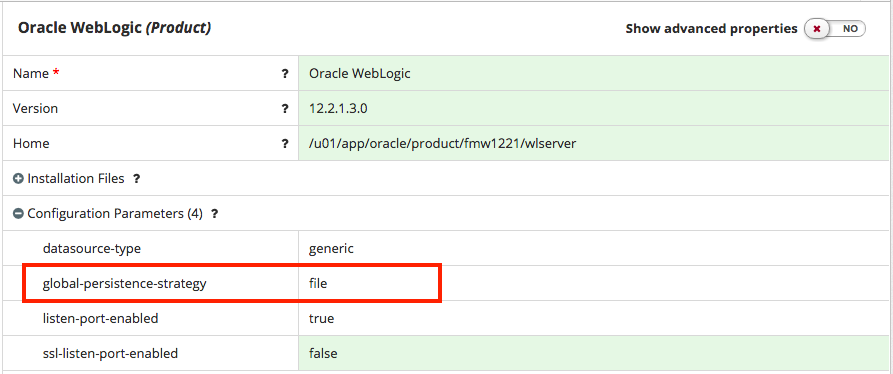 Oracle WebLogic (Product) Show advanced properties NO
Name * ? Oracle WebLogic
Version ? 12.2.1.3.0
Home ? /u01/app/oracle/product/fmw1221/wlserver
Installation Files ?
Configuration Parameters (4) ?
datasource-type generic
global-persistence-strategy file
listen-port-enabled true
ssl-listen-port-enabled false